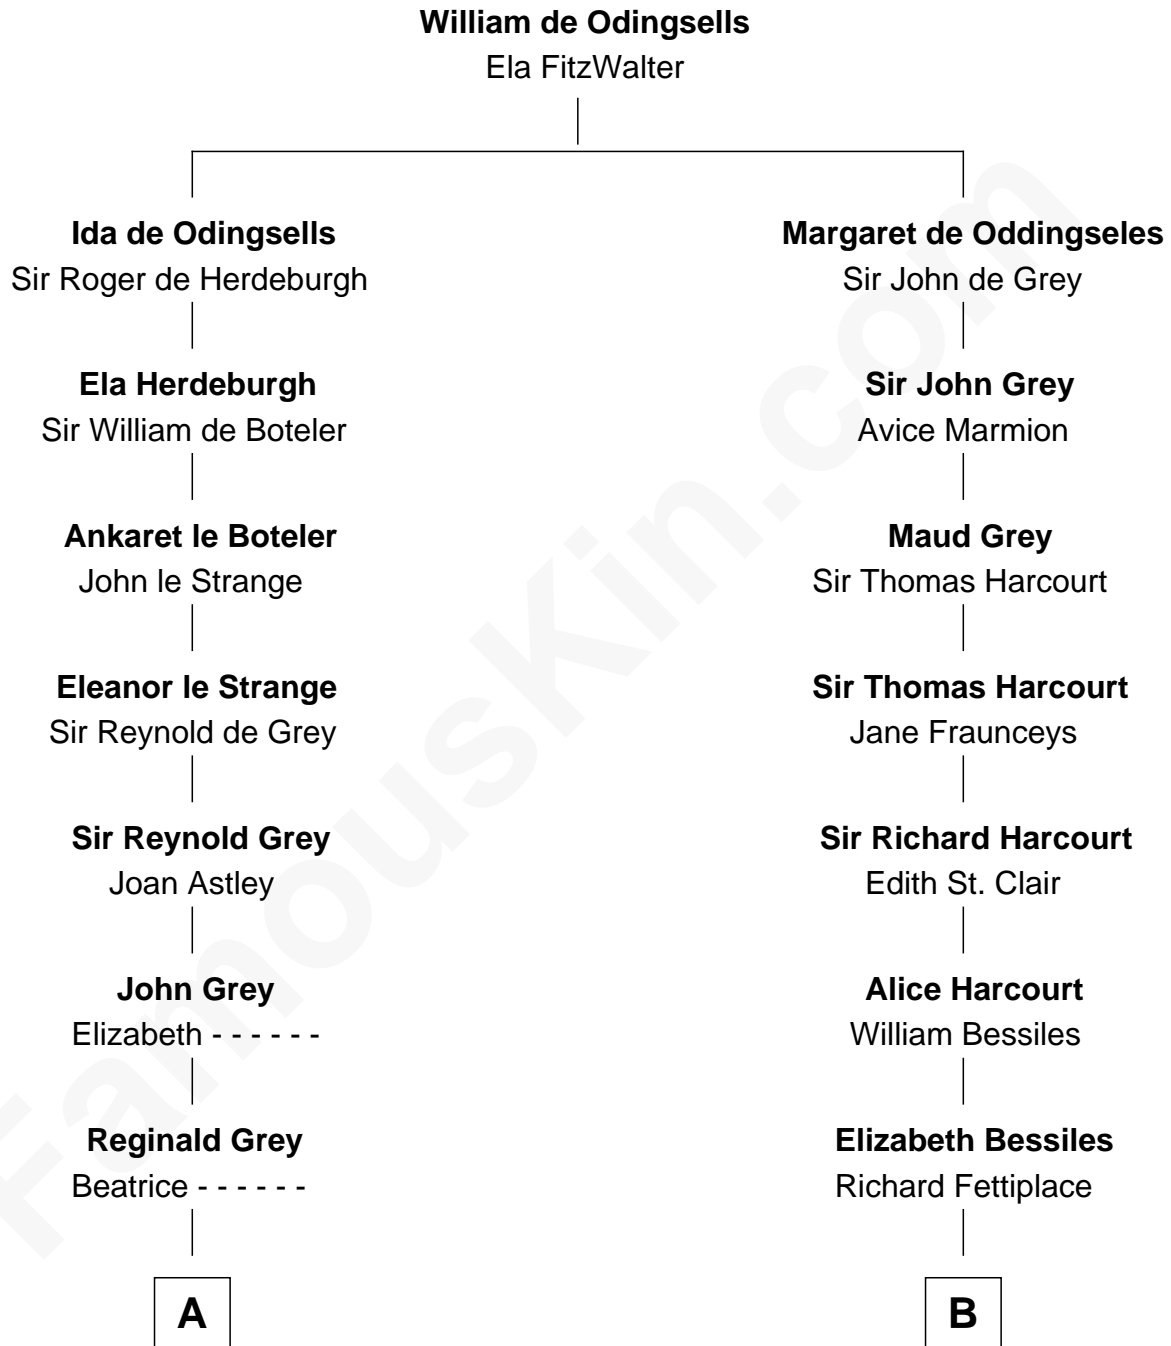 William de Odingsells
Ela FitzWalter
Ida de Odingsells
Sir Roger de Herdeburgh
Margaret de Oddingseles
Sir John de Grey
Ela Herdeburgh
Sir William de Boteler
Sir John Grey
Avice Marmion
Ankaret le Boteler
John le Strange
Maud Grey
Sir Thomas Harcourt
Eleanor le Strange
Sir Reynold de Grey
Sir Thomas Harcourt
Jane Fraunceys
Sir Reynold Grey
Joan Astley
Sir Richard Harcourt
Edith St. Clair
John Grey
Elizabeth - - - - - -
Alice Harcourt
William Bessiles
Reginald Grey
Beatrice - - - - - -
Elizabeth Bessiles
Richard Fettiplace
A
B
FamousKin.com